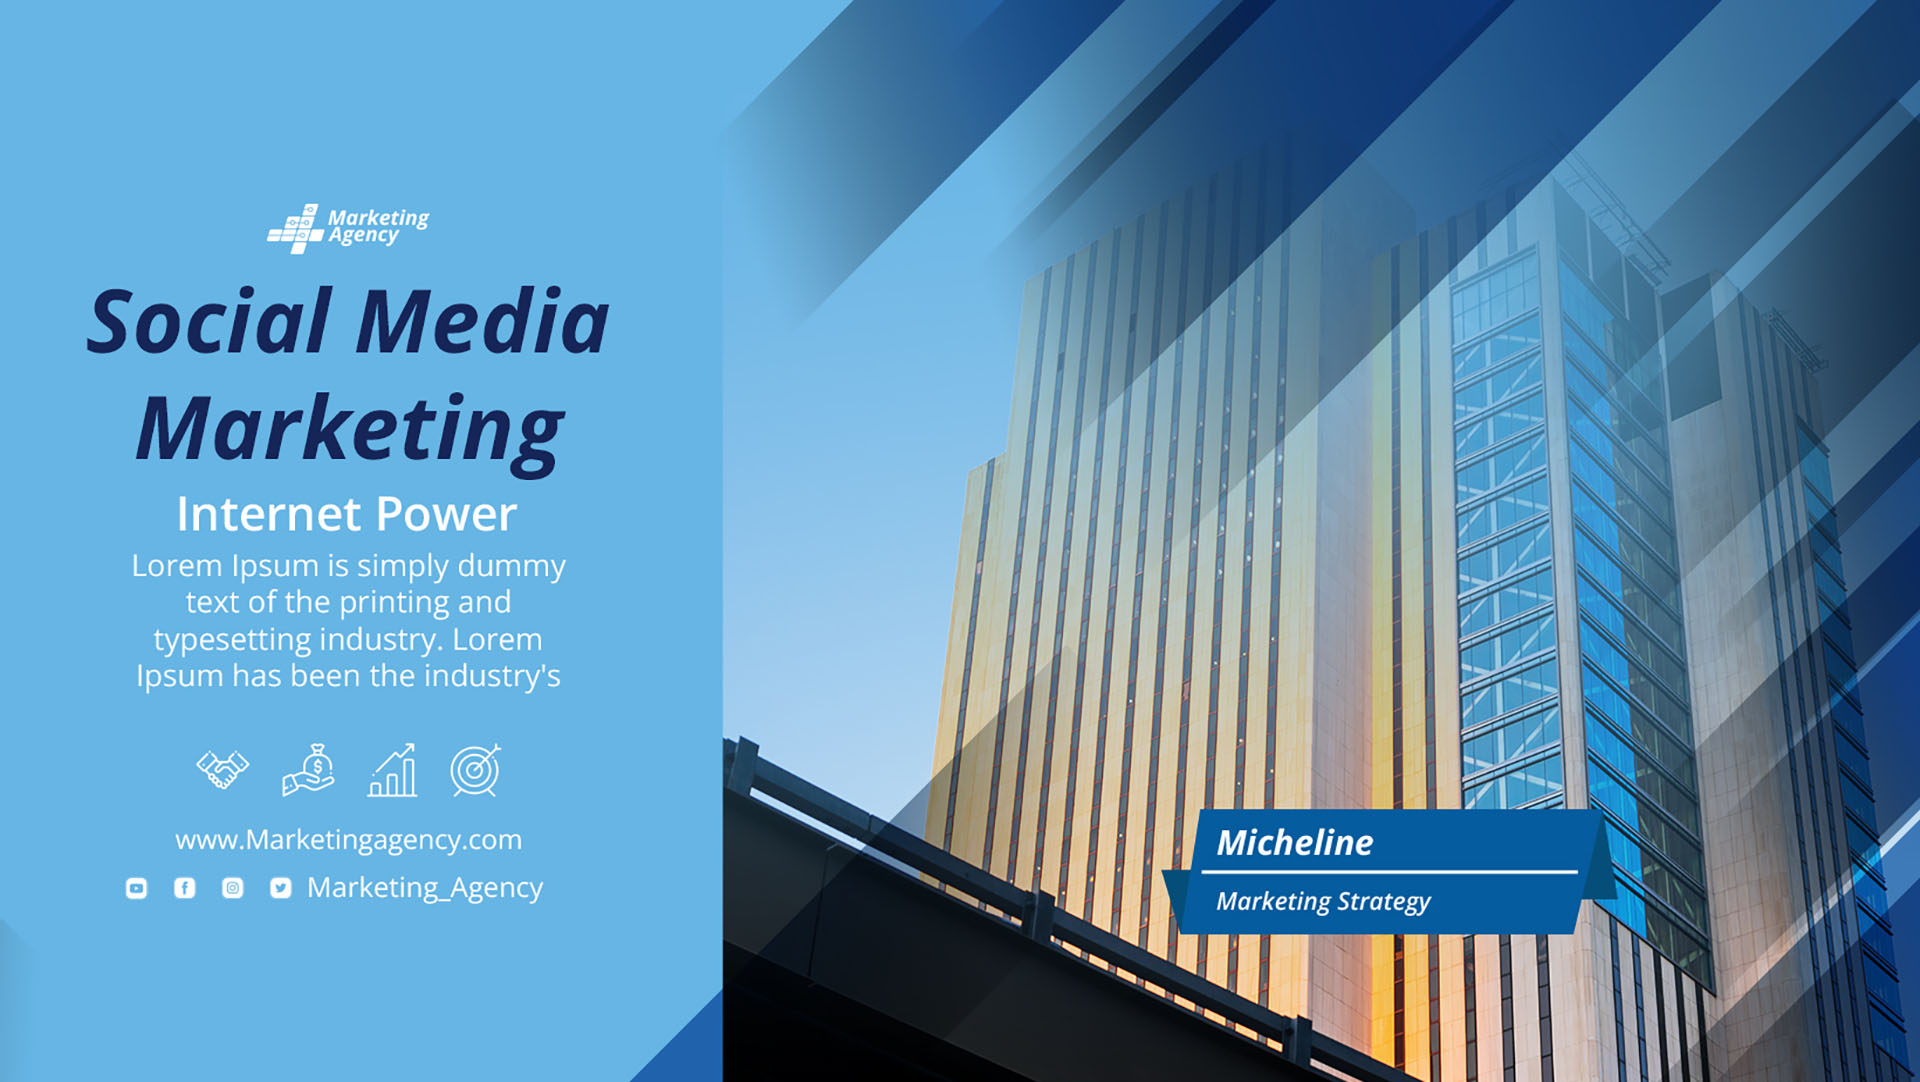 Marketing
Agency
Social Media
Marketing
Internet Power
Lorem Ipsum is simply dummy
text of the printing and
typesetting industry. Lorem
Ipsum has been the industry's
$
www.Marketingagency.com
Marketing_Agency
Micheline
Marketing Strategy